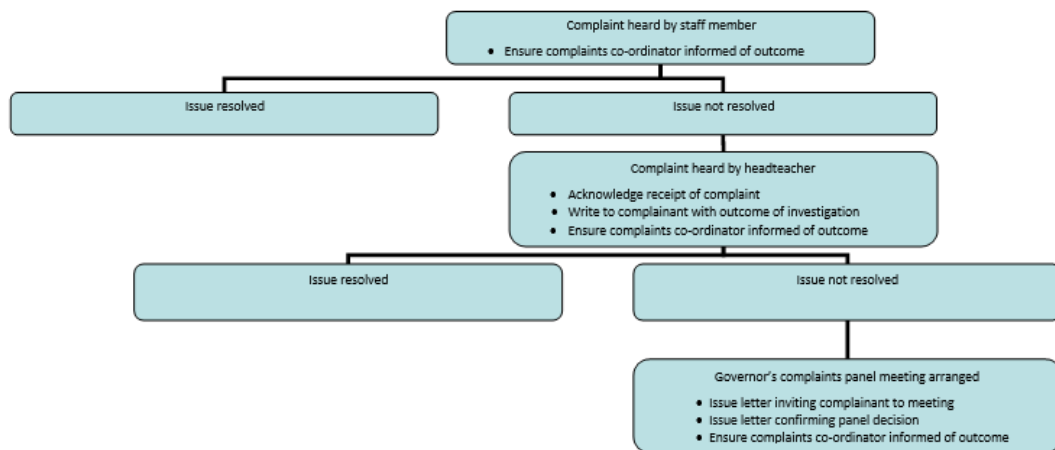 Complaint heard by staff member
• Ensure complaints co-ordinator informed of outcome
Issue resolved
Issue not resolved
Complaint heard by headteacher
• Acknowledge receipt of complaint
• Write to complainant with outcome of investigation
• Ensure complaints co-ordinator informed of outcome
Issue resolved
Issue not resolved
Governor's complaints panel meeting arranged
• Issue letter inviting complainant to meeting
• Issue letter confirming panel decision
• Ensure complaints co-ordinator informed of outcome